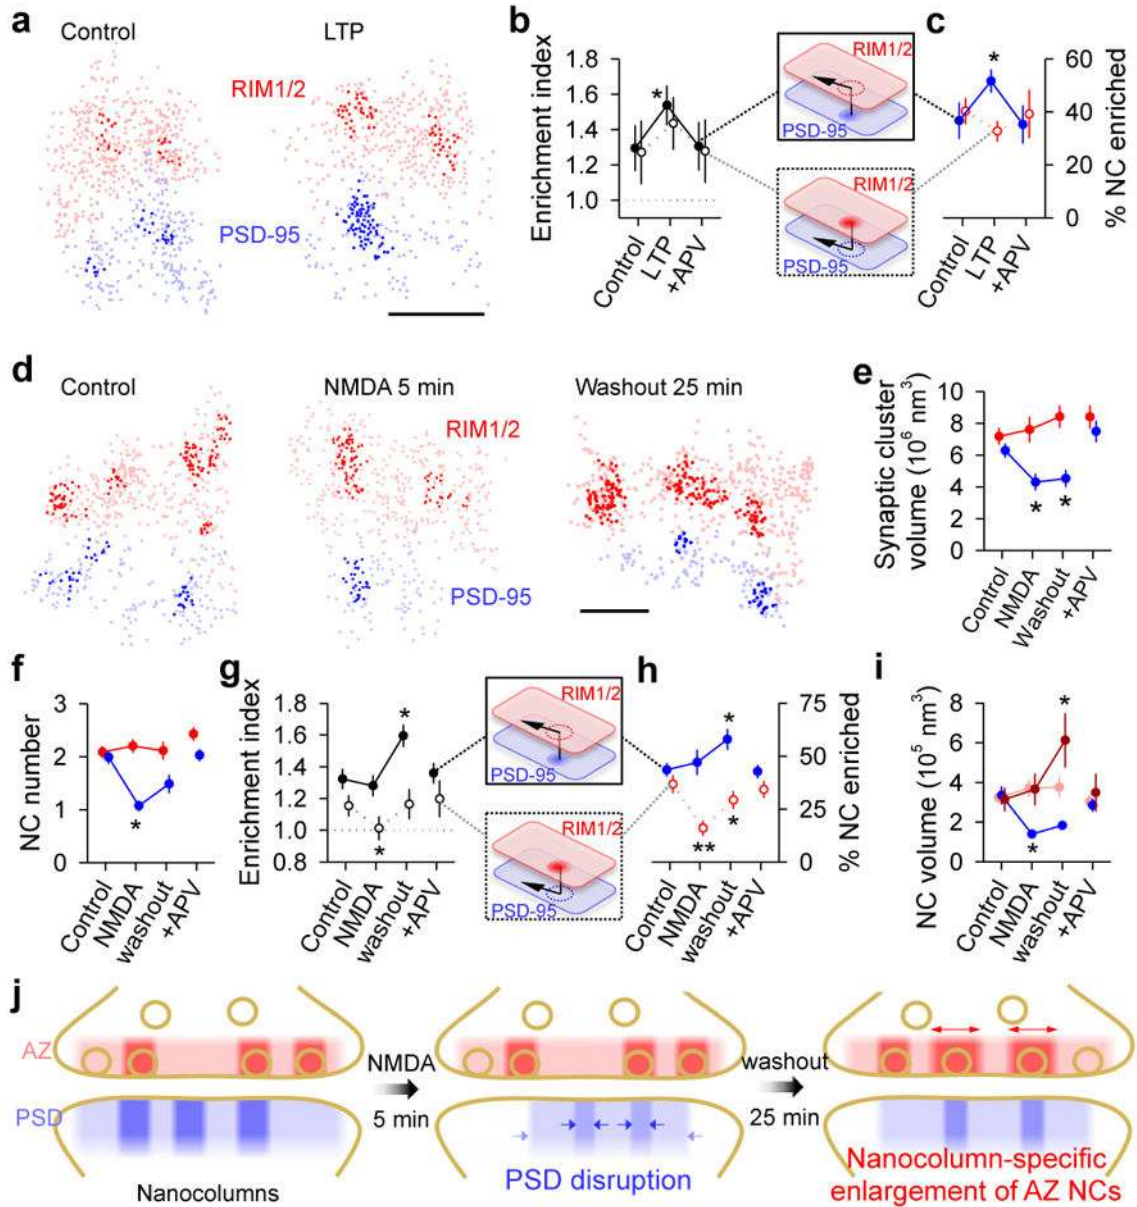 a
Control
LTP
RIM1/2
PSD-95
b
Enrichment index
1.8
1.6
1.4
1.2
1.0
*
Control
LTP
+APV
RIM1/2
PSD-95
RIM1/2
PSD-95
c
*
60
40
20
0
% NC enriched
Control
LTP
+APV
d
Control
NMDA 5 min
Washout 25 min
RIM1/2
PSD-95
e
Synaptic cluster
volume (10⁶ nm³)
10
8
6
4
2
0
* *
Control
NMDA
Washout
+APV
f
NC number
3
2
1
0
*
Control
NMDA
washout
+APV
g
Enrichment index
1.8
1.6
1.4
1.2
1.0
0.8
*
*
Control
NMDA
washout
+APV
RIM1/2
PSD-95
RIM1/2
PSD-95
h
*
*
**
75
50
25
0
% NC enriched
Control
NMDA
washout
+APV
i
NC volume (10⁵ nm³)
8
6
4
2
0
*
*
Control
NMDA
washout
+APV
j
AZ
PSD
Nanocolumns
NMDA
5 min
PSD disruption
washout
25 min
Nanocolumn-specific
enlargement of AZ NCs